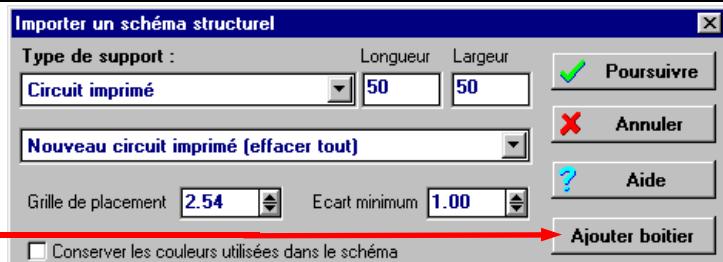 Importer un schéma structurel
Type de support :
Longueur
Largeur
Circuit imprimé
50
50
Poursuivre
Annuler
Nouveau circuit imprimé (effacer tout)
Aide
Grille de placement
2.54
Ecart minimum
1.00
Ajouter boitier
Conserver les couleurs utilisées dans le schéma